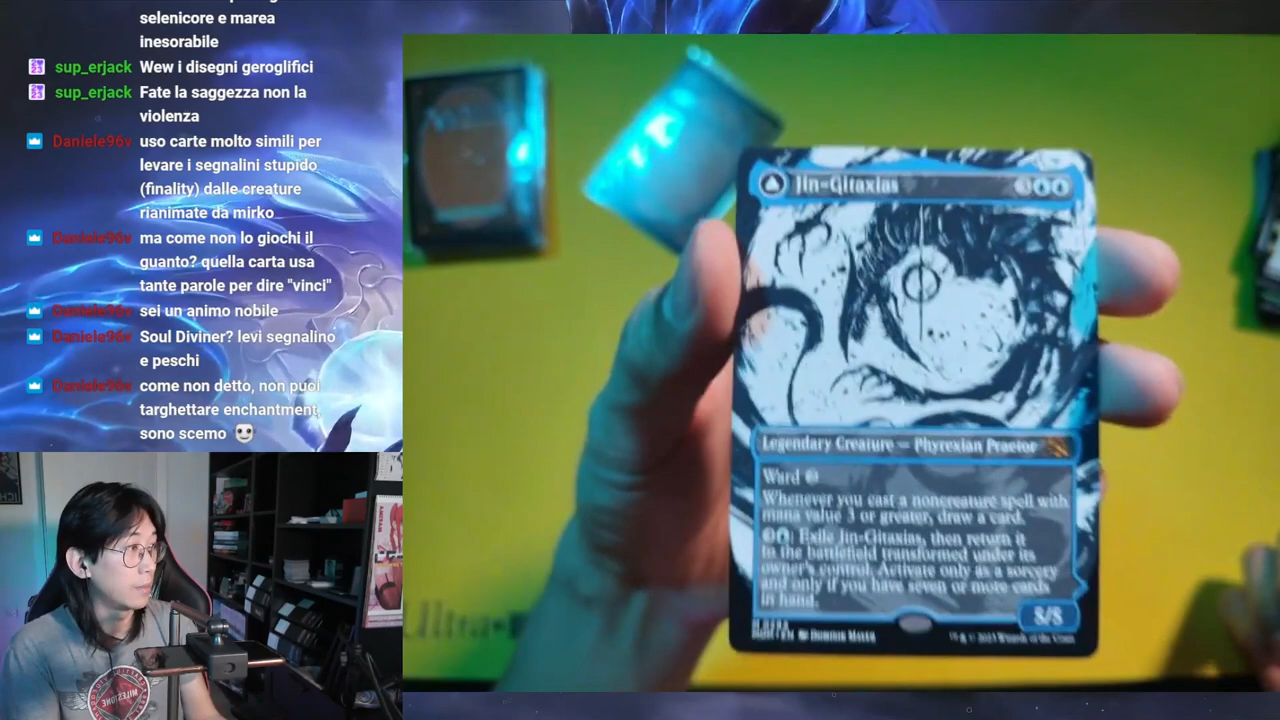 selenicore e marea
inesorabile
sup_erjack Wew i disegni geroglifici
sup_erjack Fate la saggezza non la
violenza
Daniele96v uso carte molto simili per
levare i segnalini stupido
(finality) dalle creature
rianimate da mirko
Daniele96v ma come non lo giochi il
guanto? quella carta usa
tante parole per dire "vinci"
Daniele96v sei un animo nobile
Daniele96v Soul Diviner? levi segnalino
e peschi
Daniele96v come non detto, non puoi
targhettare enchantment,
sono scemo
Jin-Gitaxias
Legendary Creature — Phyrexian Praetor
Ward
Whenever you cast a noncreature spell with
mana value 3 or greater, draw a card.
: Exile Jin-Gitaxias, then return it
to the battlefield transformed under its
owner's control. Activate only as a sorcery
and only if you have seven or more cards
in hand.
5/5
Ultra
MILESTONE